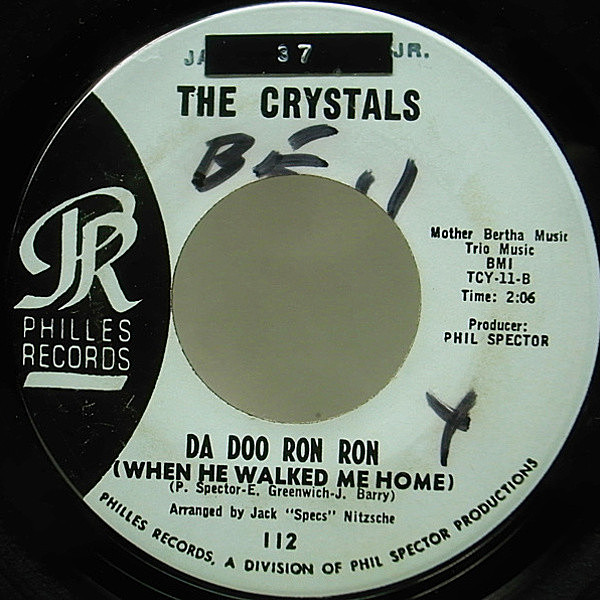 37
JR.
THE CRYSTALS
PR
PHILLES
RECORDS
Mother Bertha Music
Trio Music
BMI
TCY-11-B
Time: 2:06
Producer:
PHIL SPECTOR
DA DOO RON RON
(WHEN HE WALKED ME HOME)
(P. Spector-E. Greenwich-J. Barry)
Arranged by Jack "Specs" Nitzsche
112
PHILLES RECORDS, A DIVISION OF PHIL SPECTOR PRODUCTIONS